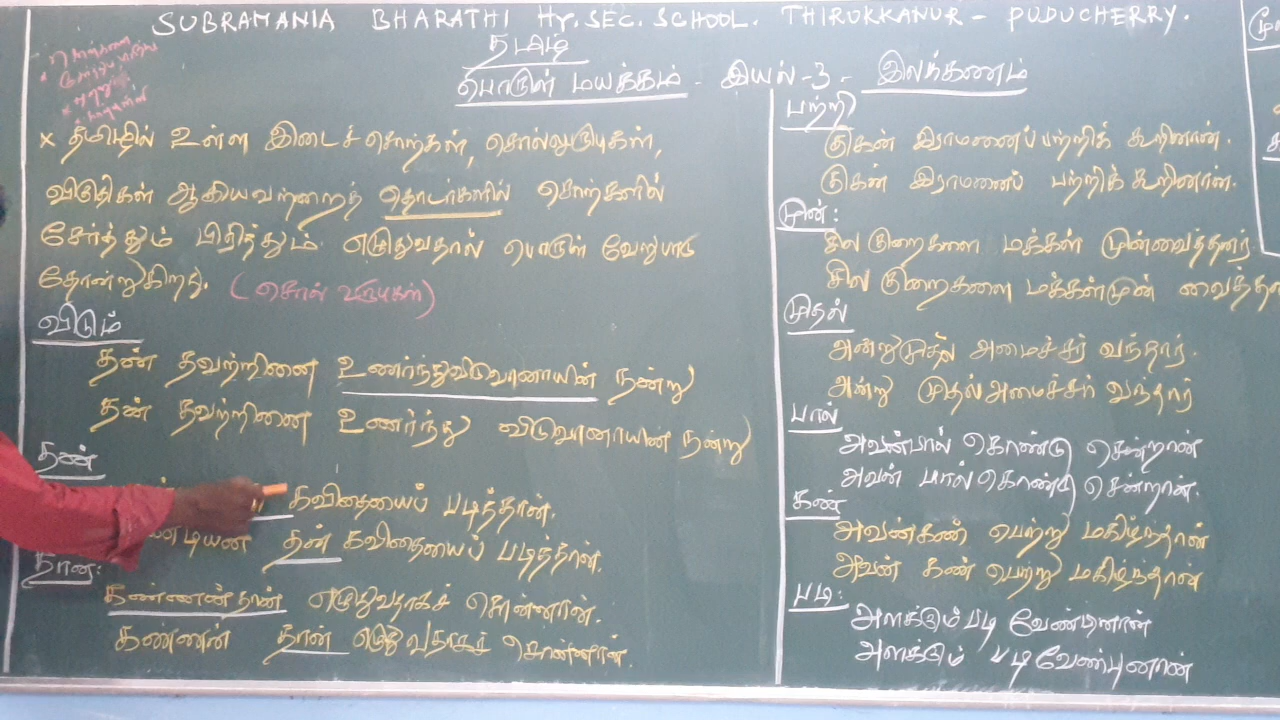 SUBRAMANIA BHARATHI HY.SEC.SCHOOL. THIRUKKANUR - PUDUCHERRY.
தமிழ்
பொருள் மயக்கம் - இயல்-3 - இலக்கணம்
x தமிழில் உள்ள இடைச் சொற்கள், சொல்லுருபுகள்,
விகுதிகள் ஆகியவற்றைத் தொடர்களில் சொற்களில்
சேர்த்தும் பிரித்தும் எழுதுவதால் பொருள் வேறுபாடு
தோன்றுகிறது. (சொல் உருபுகள்)
விடும்
தன் தவற்றினை உணர்ந்துவிடுவானாயின் நன்று
தன் தவற்றினை உணர்ந்து விடுவானாயின் நன்று
தன்
கவிதையைப் படித்தான்.
தன் கவிதையைப் படித்தான்.
தான்:
கண்ணன்தான் எழுதுவதாகச் சொன்னான்.
கண்ணன் தான் எழுதுவதாகச் சொன்னான்.
பற்றி
குகன் இராமனைப்பற்றிக் கூறினான்.
குகன் இராமனைப் பற்றிக் கூறினான்.
முன்:
சில குறைகளை மக்கள் முன்வைத்தனர்
சில குறைகளை மக்கள்முன்
முதல்
அன்றுமுதல் அமைச்சர் வந்தார்.
அன்று முதல்அமைச்சர் வந்தார்
பால்
அவன்பால் கொண்டு சென்றான்
அவன் பால்கொண்டு சென்றான்.
கண்
அவன்கண் பெற்று மகிழ்ந்தான்
அவன் கண் பெற்று மகிழ்ந்தான்
படி:
அளக்கும்படி வேண்டினான்
அளக்கும் படிவேண்டினான்